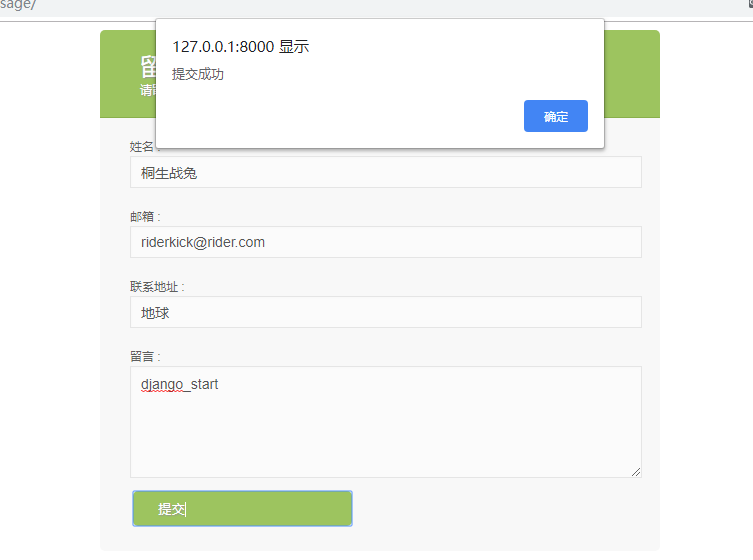 sage/
127.0.0.1:8000 显示
提交成功
确定
留
请
姓名 :
桐生战兔
邮箱 :
riderkick@rider.com
联系地址 :
地球
留言 :
django_start
提交